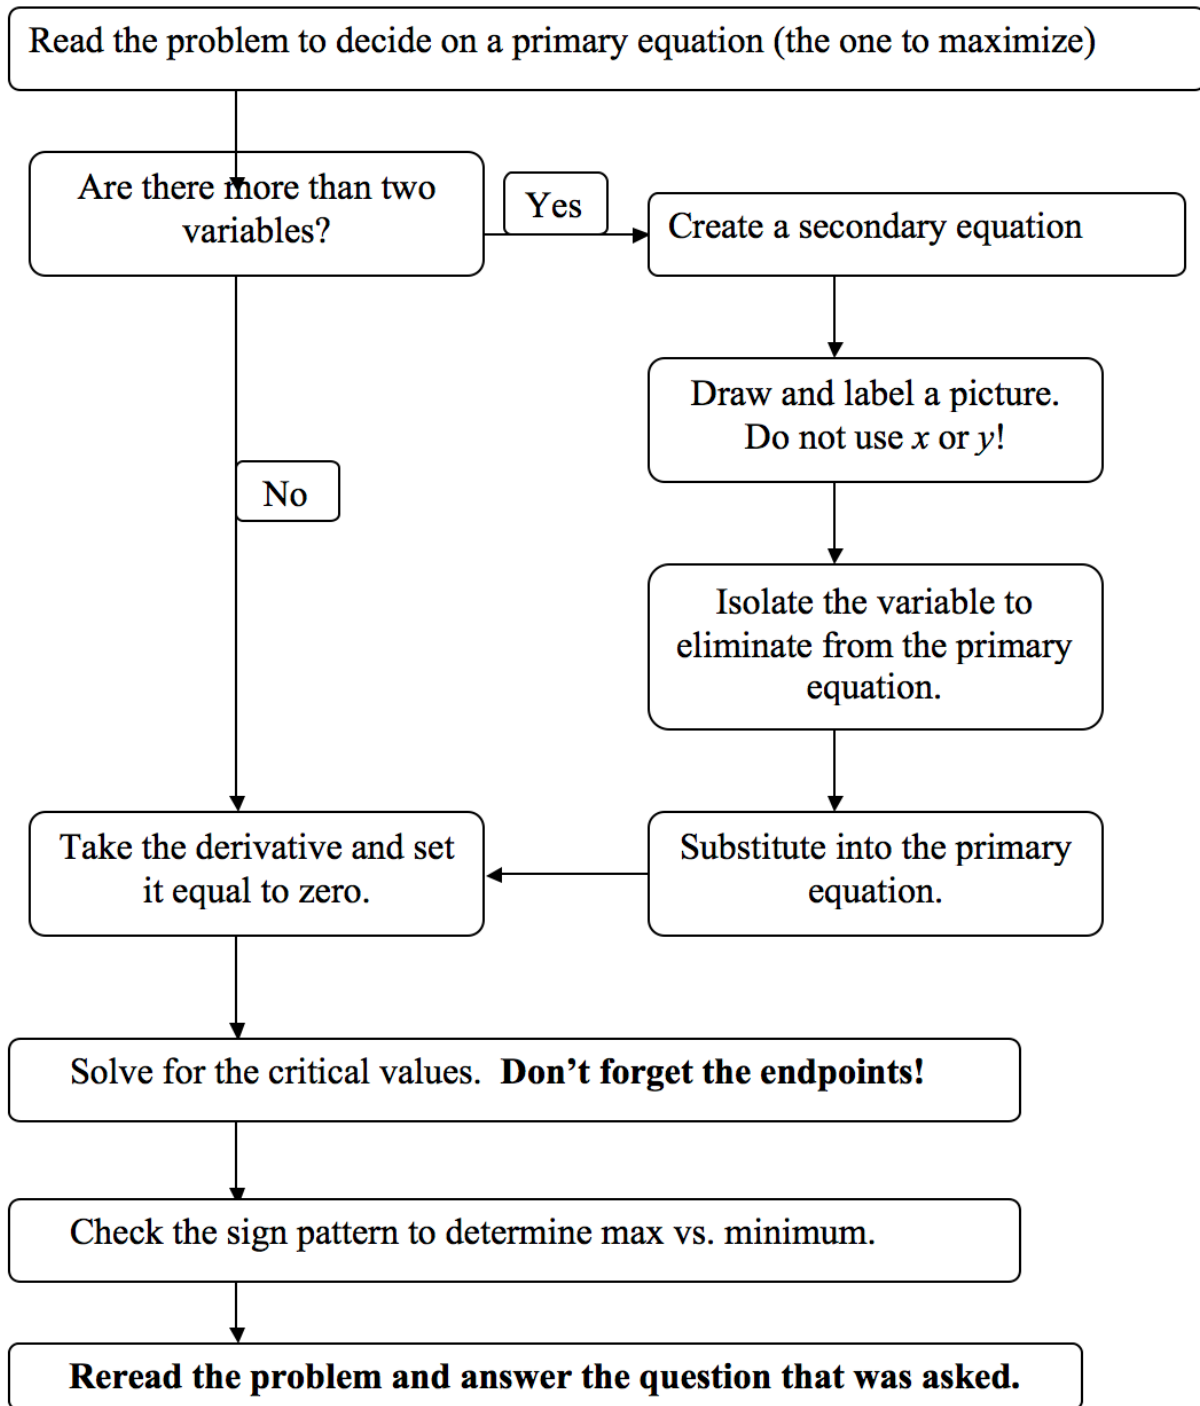 Read the problem to decide on a primary equation (the one to maximize)
Are there more than two
variables?
Yes
Create a secondary equation
Draw and label a picture.
Do not use x or y!
No
Isolate the variable to
eliminate from the primary
equation.
Take the derivative and set
it equal to zero.
Substitute into the primary
equation.
Solve for the critical values. Don’t forget the endpoints!
Check the sign pattern to determine max vs. minimum.
Reread the problem and answer the question that was asked.